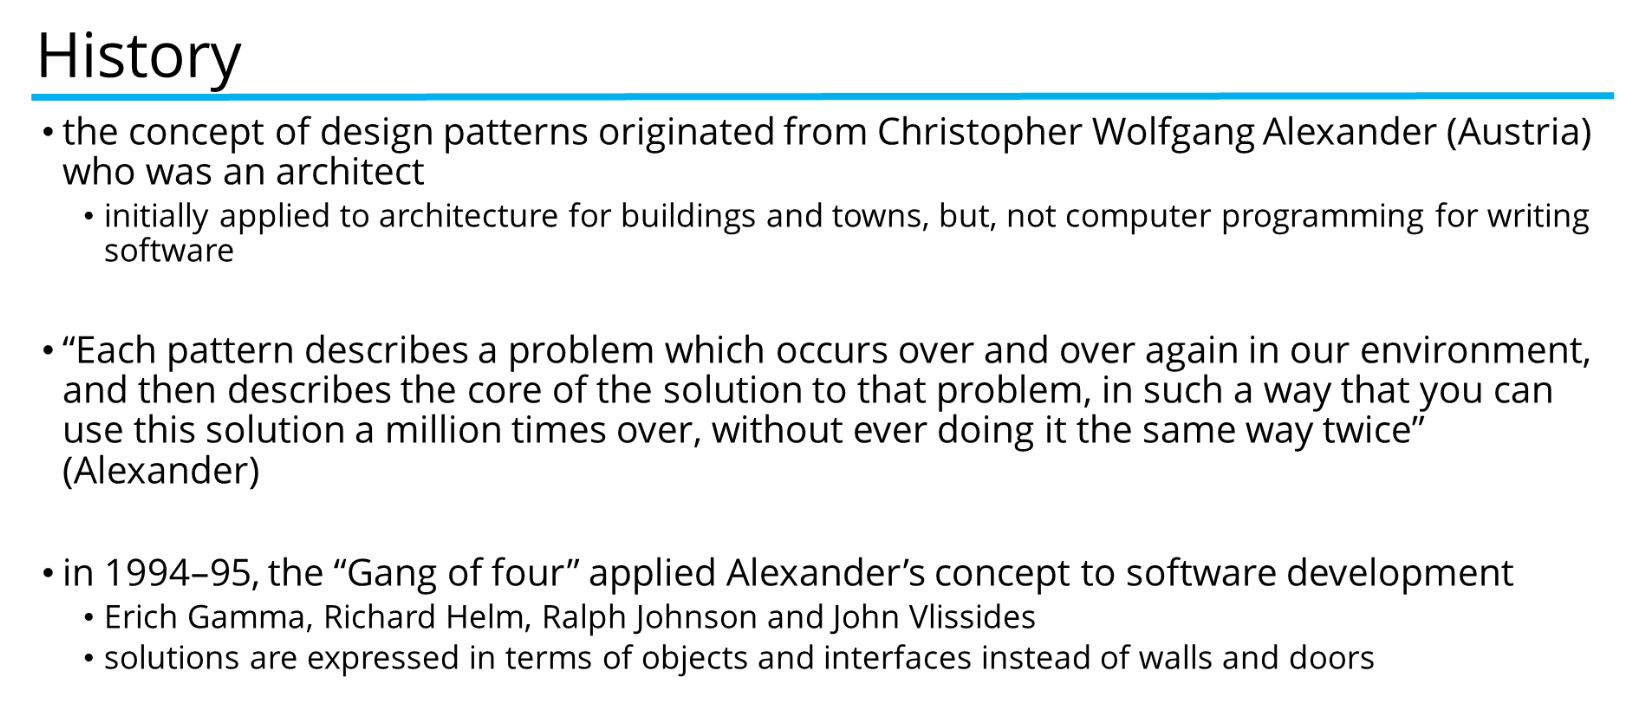 History
• the concept of design patterns originated from Christopher Wolfgang Alexander (Austria)
who was an architect
• initially applied to architecture for buildings and towns, but, not computer programming for writing
software
• “Each pattern describes a problem which occurs over and over again in our environment,
and then describes the core of the solution to that problem, in such a way that you can
use this solution a million times over, without ever doing it the same way twice”
(Alexander)
• in 1994–95, the “Gang of four” applied Alexander’s concept to software development
• Erich Gamma, Richard Helm, Ralph Johnson and John Vlissides
• solutions are expressed in terms of objects and interfaces instead of walls and doors